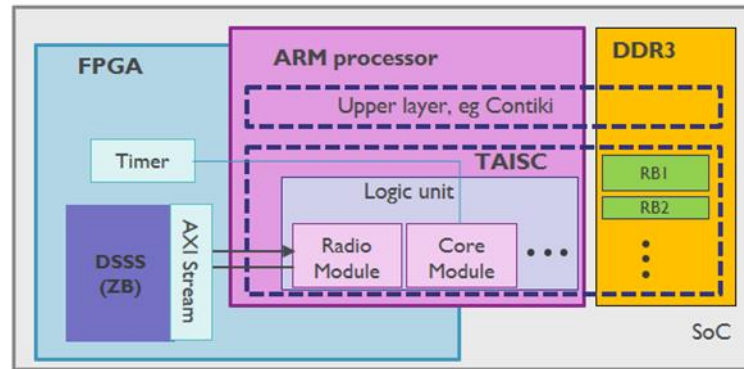 FPGA
ARM processor
DDR3
Upper layer, eg Contiki
Timer
TAISC
RB1
Logic unit
RB2
AXI Stream
DSSS
(ZB)
Radio
Module
Core
Module
SoC